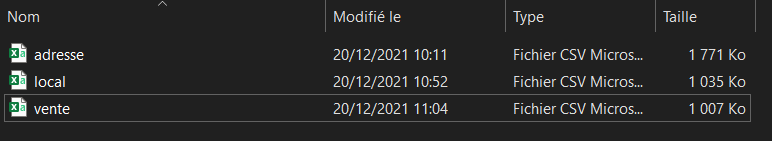 Nom Modifié le Type Taille
adresse 20/12/2021 10:11 Fichier CSV Micros... 1 771 Ko
local 20/12/2021 10:52 Fichier CSV Micros... 1 035 Ko
vente 20/12/2021 11:04 Fichier CSV Micros... 1 007 Ko